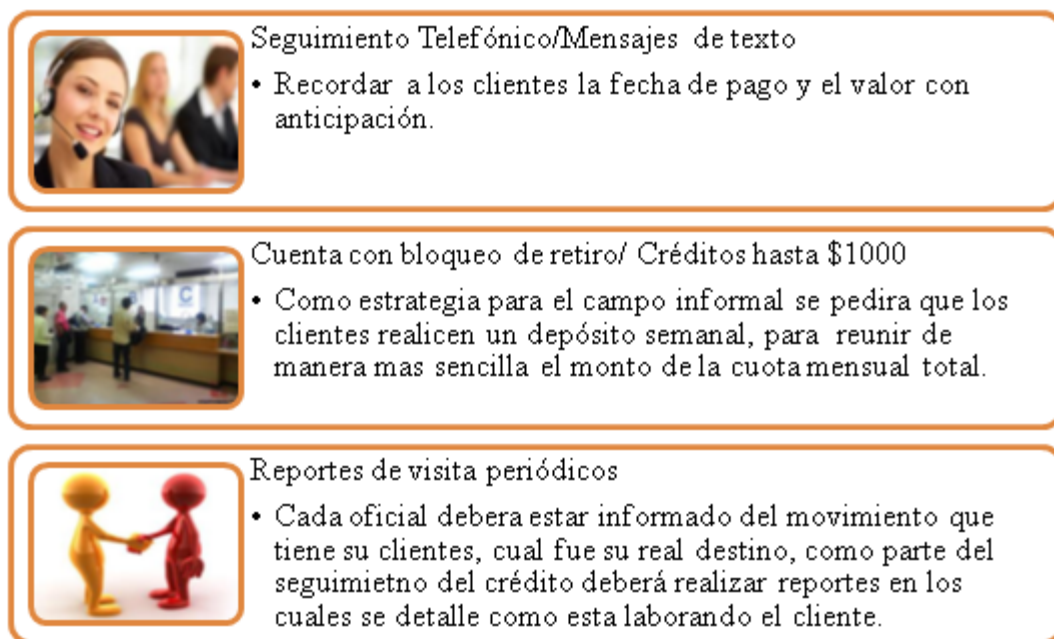 Seguimiento Telefónico/Mensajes de texto
• Recordar a los clientes la fecha de pago y el valor con
anticipación.
Cuenta con bloqueo de retiro/ Créditos hasta $1000
• Como estrategia para el campo informal se pedira que los
clientes realicen un depósito semanal, para reunir de
manera mas sencilla el monto de la cuota mensual total.
Reportes de visita periódicos
• Cada oficial debera estar informado del movimiento que
tiene su clientes, cual fue su real destino, como parte del
seguimietno del crédito deberá realizar reportes en los
cuales se detalle como esta laborando el cliente.